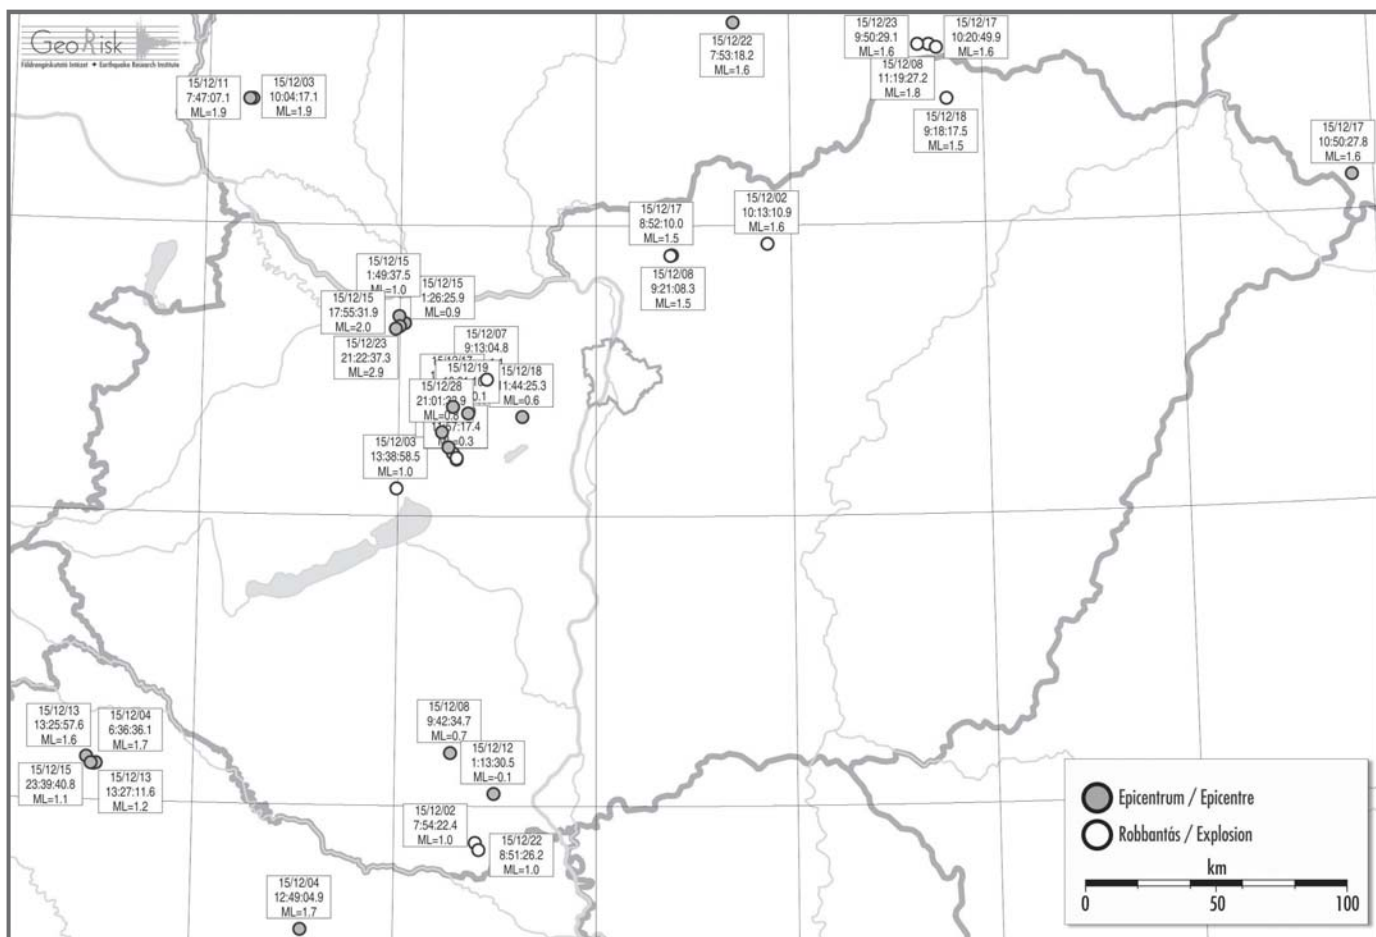 GeoRisk
Földrengéskutató Intézet ✦ Earthquake Research Institute
15/12/11
7:47:07.1
ML=1.9
15/12/03
10:04:17.1
ML=1.9
15/12/22
7:53:18.2
ML=1.6
15/12/23
9:50:29.1
ML=1.6
15/12/17
10:20:49.9
ML=1.6
15/12/08
11:19:27.2
ML=1.8
15/12/18
9:18:17.5
ML=1.5
15/12/17
10:50:27.8
ML=1.6
15/12/17
8:52:10.0
ML=1.5
15/12/02
10:13:10.9
ML=1.6
15/12/08
9:21:08.3
ML=1.5
15/12/15
1:49:37.5
ML=1.0
15/12/15
1:26:25.9
ML=0.9
15/12/15
17:55:31.9
ML=2.0
15/12/23
21:22:37.3
ML=2.9
15/12/07
9:13:04.8
15/12/19
15/12/18
11:44:25.3
ML=0.6
15/12/28
ML=0.8
11:57:17.4
ML=0.3
15/12/03
13:38:58.5
ML=1.0
15/12/13
13:25:57.6
ML=1.6
15/12/04
6:36:36.1
ML=1.7
15/12/15
23:39:40.8
ML=1.1
15/12/13
13:27:11.6
ML=1.2
15/12/08
9:42:34.7
ML=0.7
15/12/12
1:13:30.5
ML=-0.1
15/12/02
7:54:22.4
ML=1.0
15/12/22
8:51:26.2
ML=1.0
15/12/04
12:49:04.9
ML=1.7
Epicentrum / Epicentre
Robbantás / Explosion
km
0 50 100